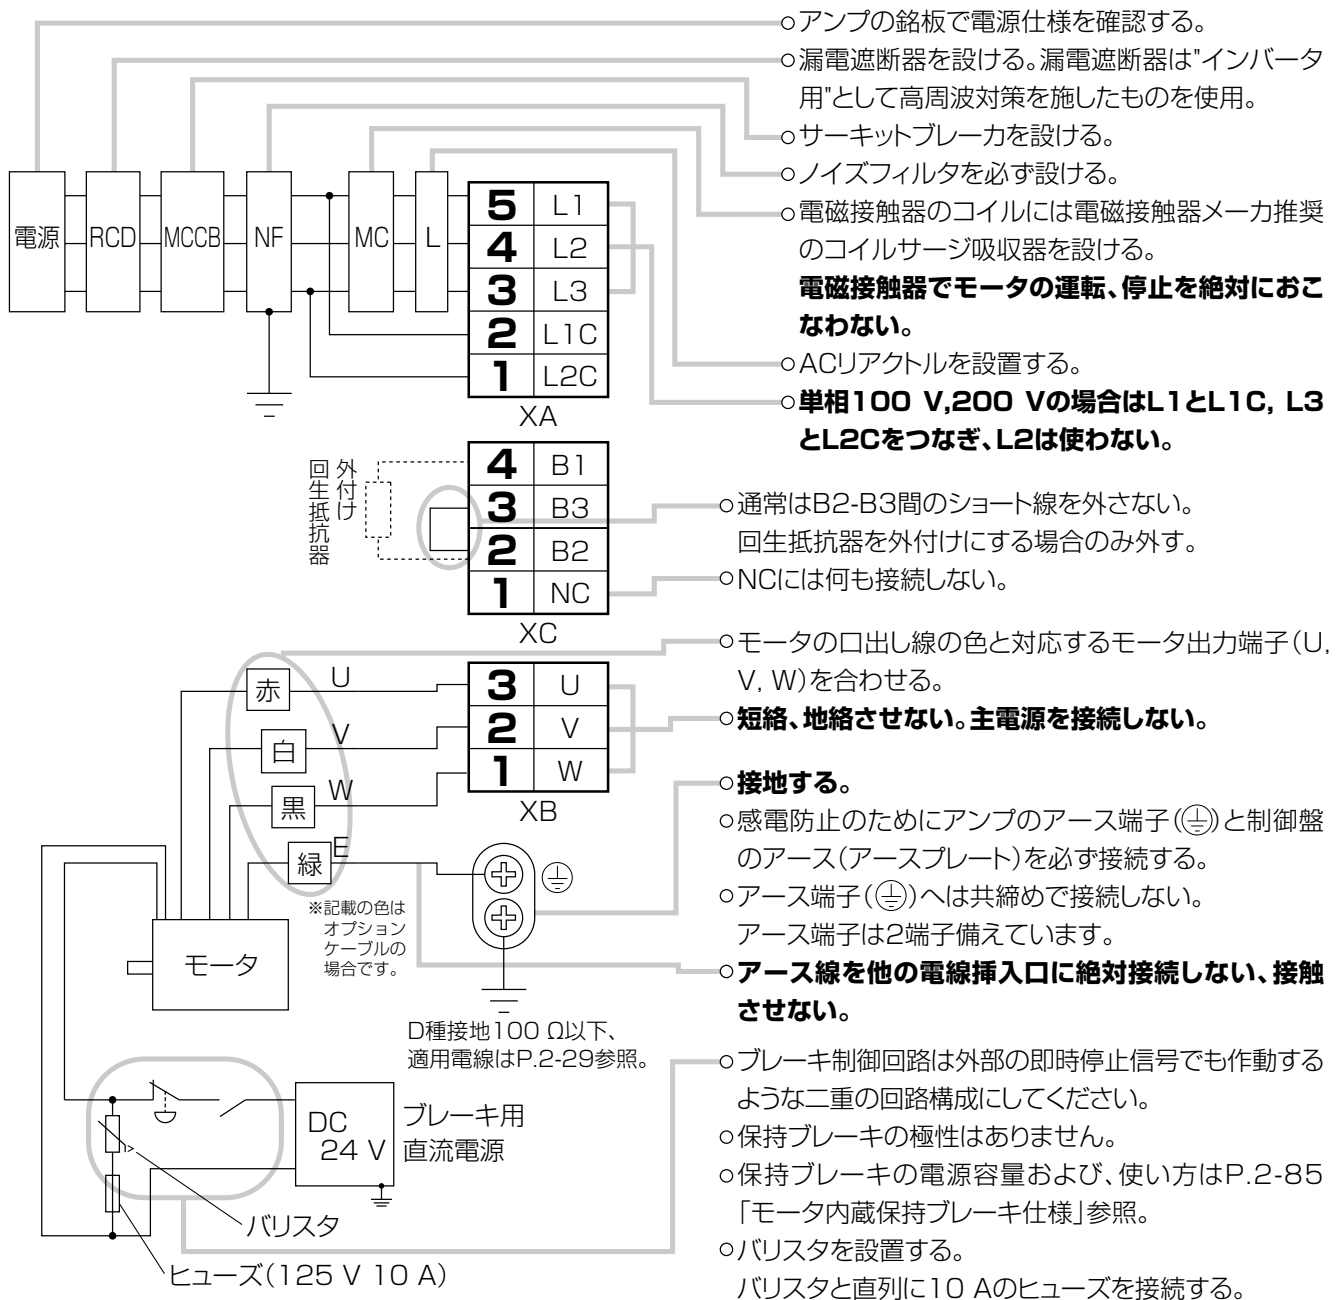 ○アンプの銘板で電源仕様を確認する。
○漏電遮断器を設ける。漏電遮断器は"インバータ
用"として高周波対策を施したものを使用。
○サーキットブレーカを設ける。
○ノイズフィルタを必ず設ける。
○電磁接触器のコイルには電磁接触器メーカ推奨
のコイルサージ吸収器を設ける。
電磁接触器でモータの運転、停止を絶対におこ
なわない。
○ACリアクトルを設置する。
○単相100 V,200 Vの場合はL1とL1C, L3
とL2Cをつなぎ、L2は使わない。
電源
RCD
MCCB
NF
MC
L
5 L1
4 L2
3 L3
2 L1C
1 L2C
XA
外付け
回生抵抗器
4 B1
3 B3
2 B2
1 NC
XC
○通常はB2-B3間のショート線を外さない。
回生抵抗器を外付けにする場合のみ外す。
○NCには何も接続しない。
○モータの口出し線の色と対応するモータ出力端子(U,
V, W)を合わせる。
○短絡、地絡させない。主電源を接続しない。
赤 U
白 V
黒 W
緑 E
3 U
2 V
1 W
XB
※記載の色は
オプション
ケーブルの
場合です。
モータ
○接地する。
○感電防止のためにアンプのアース端子(⏚)と制御盤
のアース(アースプレート)を必ず接続する。
○アース端子(⏚)へは共締めで接続しない。
アース端子は2端子備えています。
○アース線を他の電線挿入口に絶対接続しない、接触
させない。
D種接地100 Ω以下、
適用電線はP.2-29参照。
○ブレーキ制御回路は外部の即時停止信号でも作動する
ような二重の回路構成にしてください。
○保持ブレーキの極性はありません。
○保持ブレーキの電源容量および、使い方はP.2-85
「モータ内蔵保持ブレーキ仕様」参照。
○バリスタを設置する。
バリスタと直列に10 Aのヒューズを接続する。
DC
24 V
ブレーキ用
直流電源
バリスタ
ヒューズ(125 V 10 A)